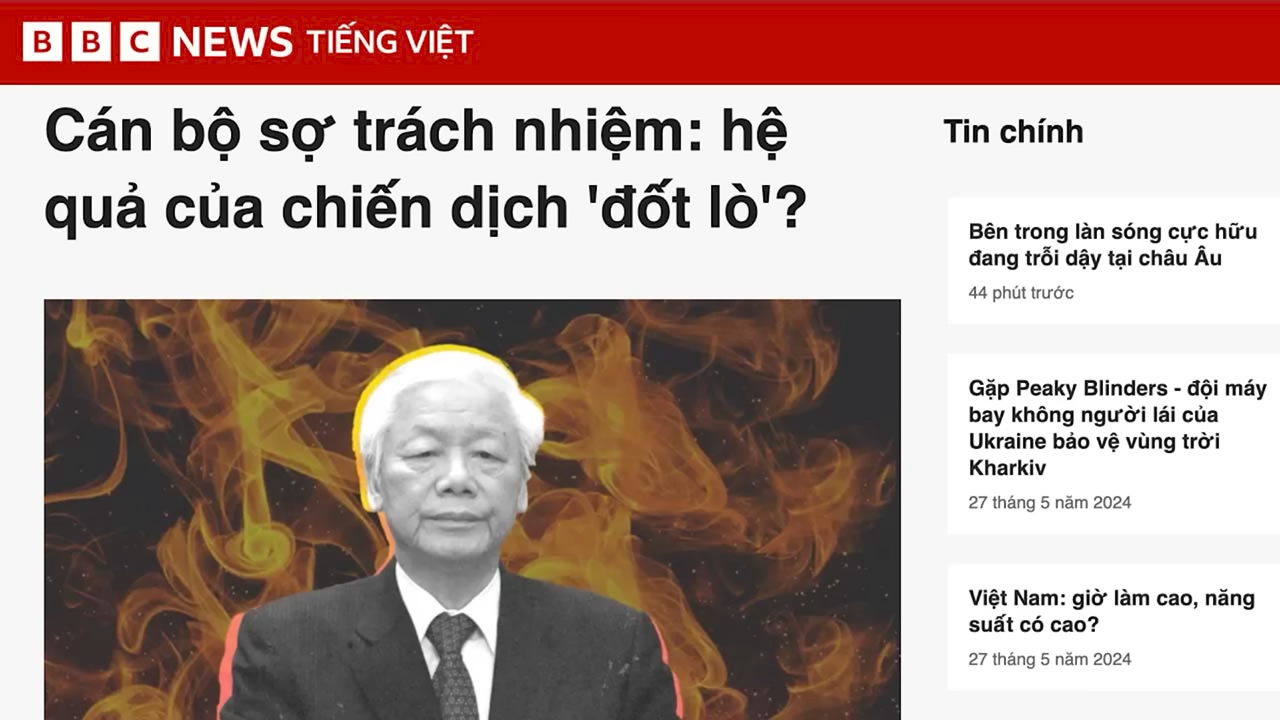 BBC NEWS TIẾNG VIỆT
Cán bộ sợ trách nhiệm: hệ
quả của chiến dịch 'đốt lò'?
Tin chính
Bên trong làn sóng cực hữu
đang trỗi dậy tại châu Âu
44 phút trước
Gặp Peaky Blinders - đội máy
bay không người lái của
Ukraine bảo vệ vùng trời
Kharkiv
27 tháng 5 năm 2024
Việt Nam: giờ làm cao, năng
suất có cao?
27 tháng 5 năm 2024